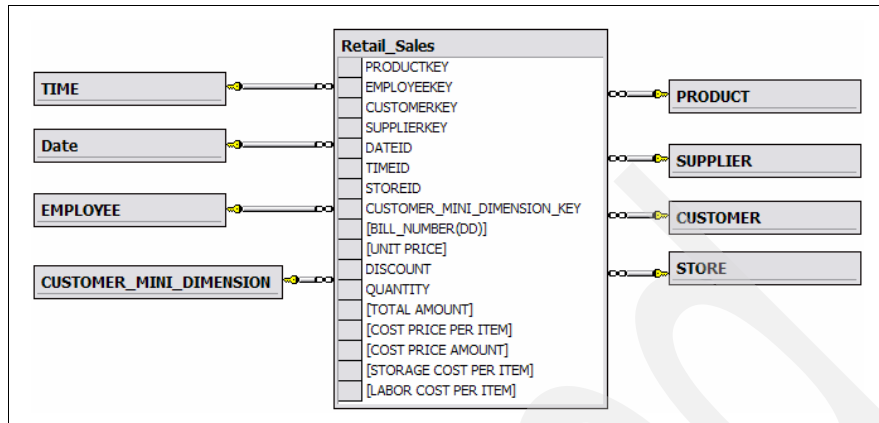 Retail_Sales
PRODUCTKEY
EMPLOYEEKEY
CUSTOMERKEY
SUPPLIERKEY
DATEID
TIMEID
STOREID
CUSTOMER_MINI_DIMENSION_KEY
[BILL_NUMBER(DD)]
[UNIT PRICE]
DISCOUNT
QUANTITY
[TOTAL AMOUNT]
[COST PRICE PER ITEM]
[COST PRICE AMOUNT]
[STORAGE COST PER ITEM]
[LABOR COST PER ITEM]
TIME
Date
EMPLOYEE
CUSTOMER_MINI_DIMENSION
PRODUCT
SUPPLIER
CUSTOMER
STORE